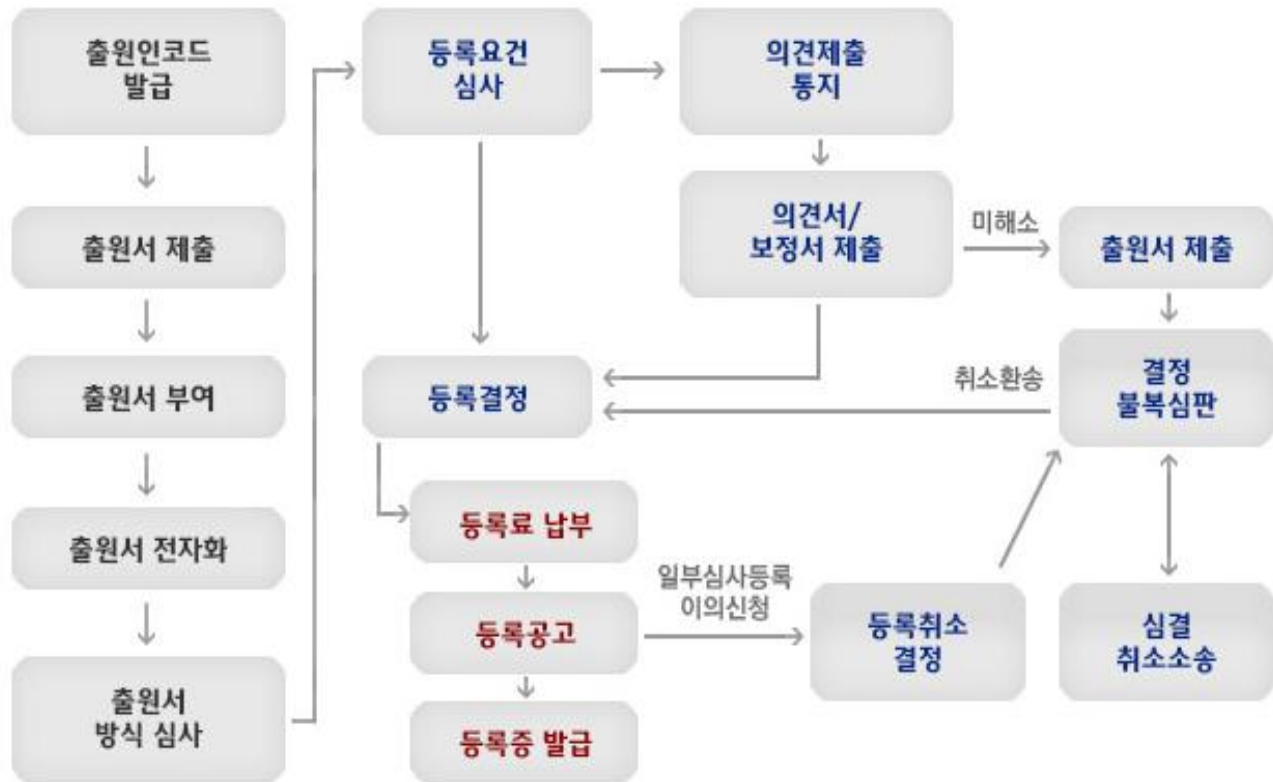 출원인코드
발급
출원서 제출
출원서 부여
출원서 전자화
출원서
방식 심사
등록요건
심사
의견제출
통지
의견서/
보정서 제출
미해소
출원서 제출
등록결정
취소환송
결정
불복심판
등록료 납부
일부심사등록
이의신청
등록공고
등록취소
결정
심결
취소소송
등록증 발급